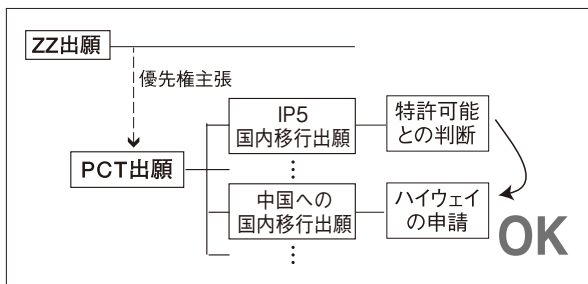 ZZ出願
優先権主張
PCT出願
IP5
国内移行出願
特許可能
との判断
中国への
国内移行出願
ハイウェイ
の申請
OK